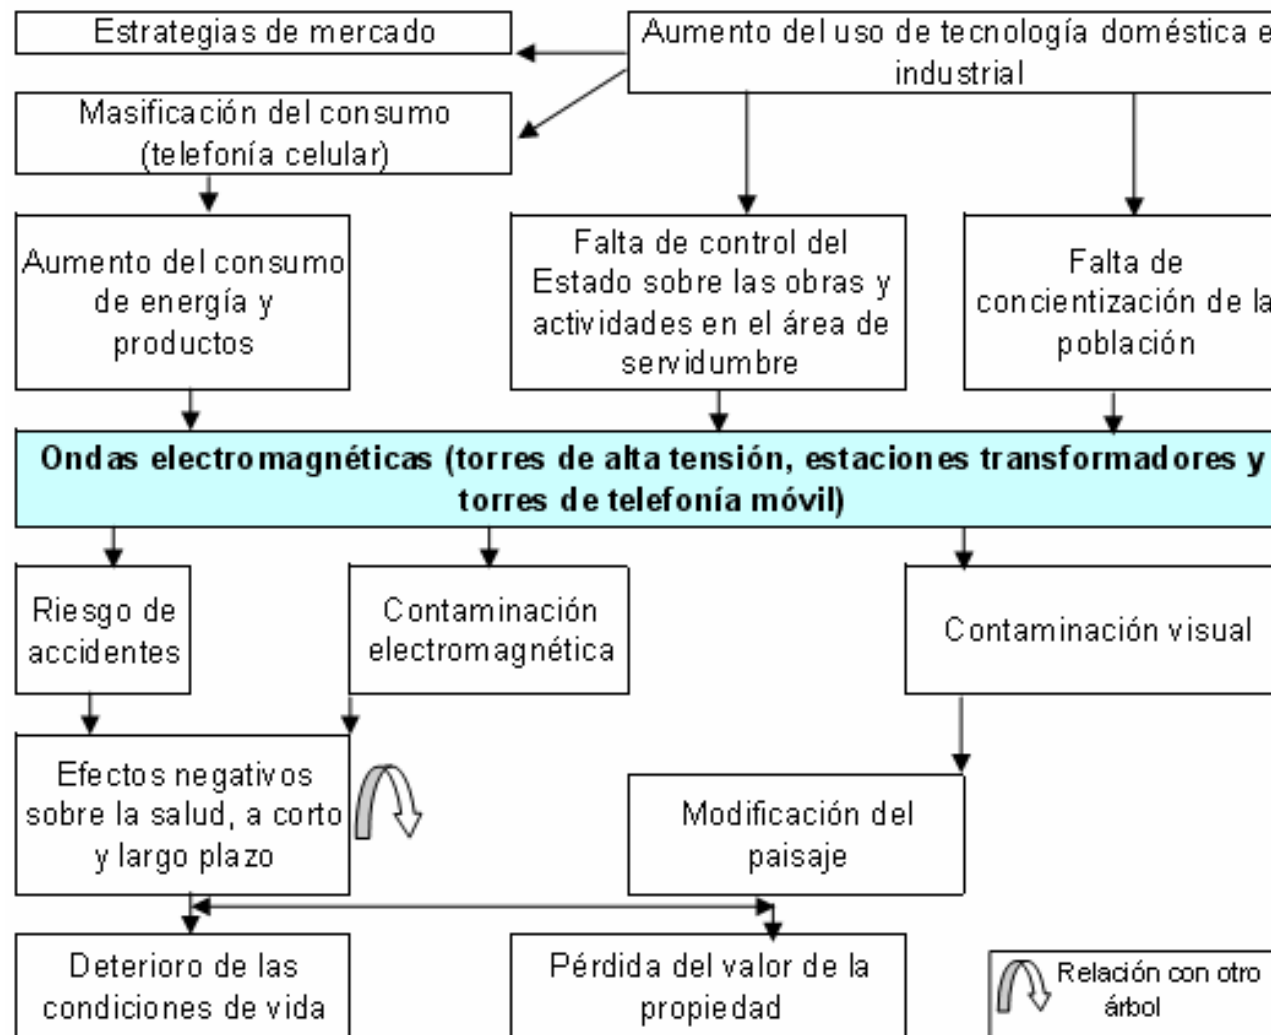 Estrategias de mercado
Aumento del uso de tecnología doméstica e
industrial
Masificación del consumo
(telefonía celular)
Aumento del consumo
de energía y
productos
Falta de control del
Estado sobre las obras y
actividades en el área de
servidumbre
Falta de
concientización de la
población
Ondas electromagnéticas (torres de alta tensión, estaciones transformadores y
torres de telefonía móvil)
Riesgo de
accidentes
Contaminación
electromagnética
Contaminación visual
Efectos negativos
sobre la salud, a corto
y largo plazo
Modificación del
paisaje
Deterioro de las
condiciones de vida
Pérdida del valor de la
propiedad
Relación con otro
árbol